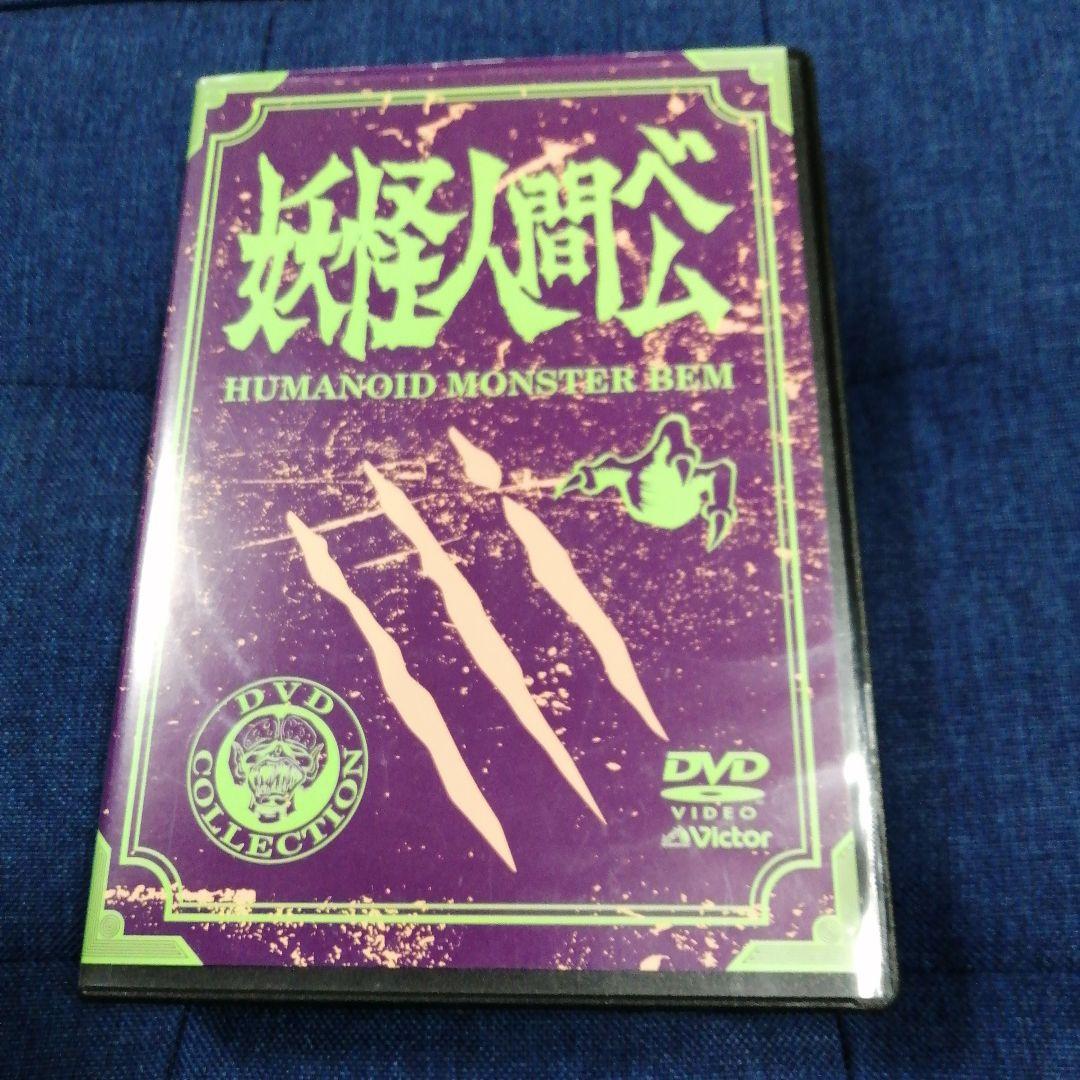 妖怪人間ベム
HUMANOID MONSTER BEM
DVD
COLLECTION
DVD
VIDEO
Victor